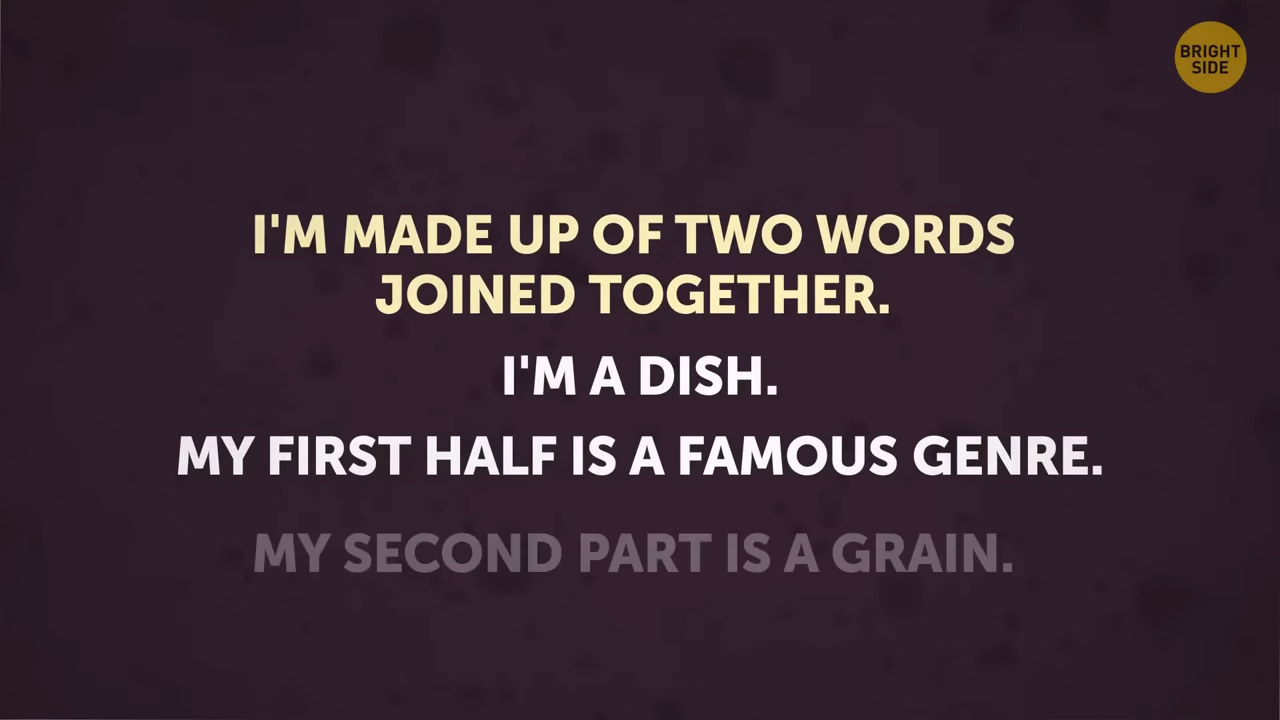 BRIGHT
SIDE
I'M MADE UP OF TWO WORDS
JOINED TOGETHER.
I'M A DISH.
MY FIRST HALF IS A FAMOUS GENRE.
MY SECOND PART IS A GRAIN.